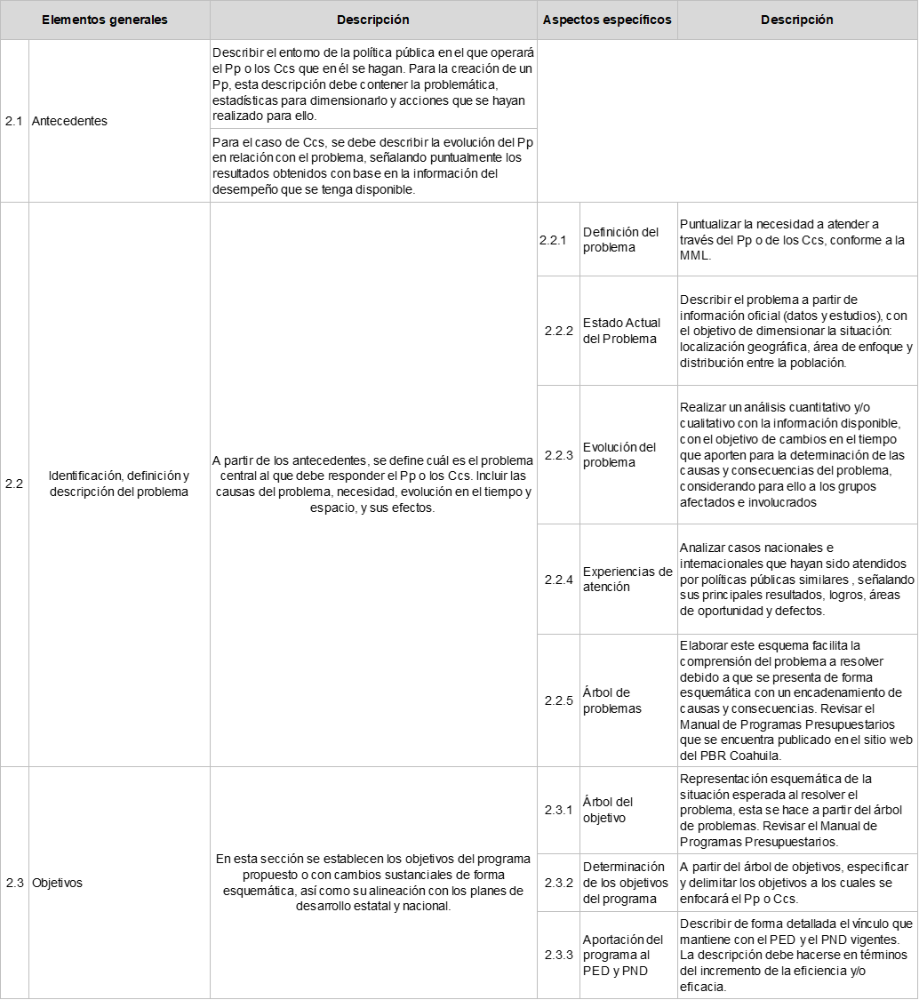 Elementos generales
Descripción
Aspectos específicos
Descripción
2.1
Antecedentes
Describir el entorno de la política pública en el que operará
el Pp o los Ccs que en él se hagan. Para la creación de un
Pp, esta descripción debe contener la problemática,
estadísticas para dimensionarlo y acciones que se hayan
realizado para ello.
Para el caso de Ccs, se debe describir la evolución del Pp
en relación con el problema, señalando puntualmente los
resultados obtenidos con base en la información del
desempeño que se tenga disponible.
2.2
Identificación, definición y
descripción del problema
A partir de los antecedentes, se define cuál es el problema
central al que debe responder el Pp o los Ccs. Incluir las
causas del problema, necesidad, evolución en el tiempo y
espacio, y sus efectos.
2.2.1
Definición del
problema
Puntualizar la necesidad a atender a
través del Pp o de los Ccs, conforme a la
MML.
2.2.2
Estado Actual
del Problema
Describir el problema a partir de
información oficial (datos y estudios), con
el objetivo de dimensionar la situación:
localización geográfica, área de enfoque y
distribución entre la población.
2.2.3
Evolución del
problema
Realizar un análisis cuantitativo y/o
cualitativo con la información disponible,
con el objetivo de cambios en el tiempo
que aporten para la determinación de las
causas y consecuencias del problema,
considerando para ello a los grupos
afectados e involucrados
2.2.4
Experiencias de
atención
Analizar casos nacionales e
internacionales que hayan sido atendidos
por políticas públicas similares , señalando
sus principales resultados, logros, áreas
de oportunidad y defectos.
2.2.5
Árbol de
problemas
Elaborar este esquema facilita la
comprensión del problema a resolver
debido a que se presenta de forma
esquemática con un encadenamiento de
causas y consecuencias. Revisar el
Manual de Programas Presupuestarios
que se encuentra publicado en el sitio web
del PBR Coahuila.
2.3
Objetivos
En esta sección se establecen los objetivos del programa
propuesto o con cambios sustanciales de forma
esquemática, así como su alineación con los planes de
desarrollo estatal y nacional.
2.3.1
Árbol del
objetivo
Representación esquemática de la
situación esperada al resolver el
problema, esta se hace a partir del árbol
de problemas. Revisar el Manual de
Programas Presupuestarios.
2.3.2
Determinación
de los objetivos
del programa
A partir del árbol de objetivos, especificar
y delimitar los objetivos a los cuales se
enfocará el Pp o Ccs.
2.3.3
Aportación del
programa al
PED y PND
Describir de forma detallada el vínculo que
mantiene con el PED y el PND vigentes.
La descripción debe hacerse en términos
del incremento de la eficiencia y/o
eficacia.